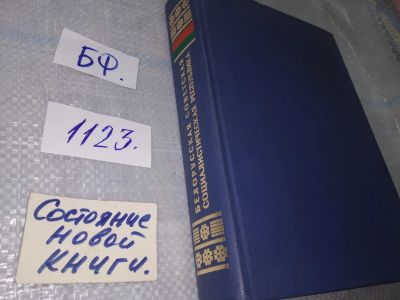 БФ.
1123.
Состояние
новой
книги.
БЕЛОРУССКАЯ СОВЕТСКАЯ
СОЦИАЛИСТИЧЕСКАЯ РЕСПУБЛИКА